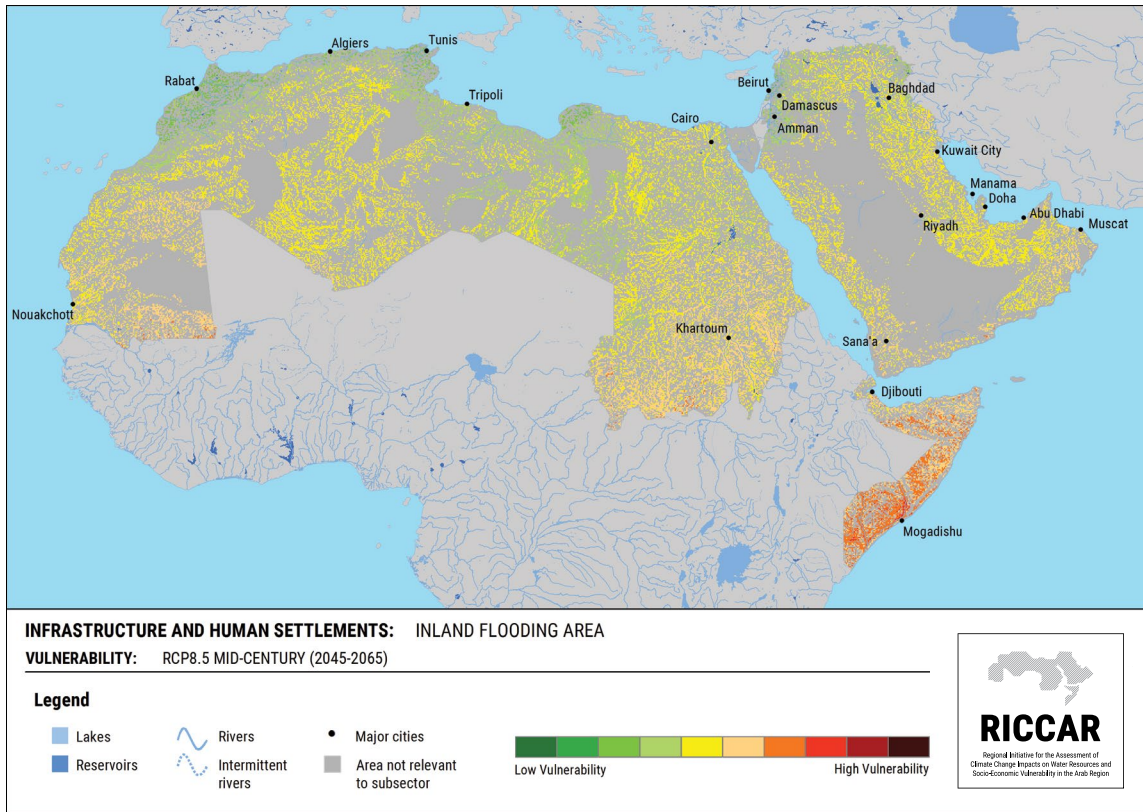 Algiers
Tunis
Rabat
Tripoli
Beirut
Damascus
Baghdad
Cairo
Amman
Kuwait City
Manama
Doha
Abu Dhabi
Riyadh
Muscat
Nouakchott
Khartoum
Sana'a
Djibouti
Mogadishu
INFRASTRUCTURE AND HUMAN SETTLEMENTS: INLAND FLOODING AREA
VULNERABILITY: RCP8.5 MID-CENTURY (2045-2065)
Legend
Lakes
Rivers
Major cities
Reservoirs
Intermittent
rivers
Area not relevant
to subsector
Low Vulnerability
High Vulnerability
RICCAR
Regional Initiative for the Assessment of
Climate Change Impacts on Water Resources and
Socio-Economic Vulnerability in the Arab Region